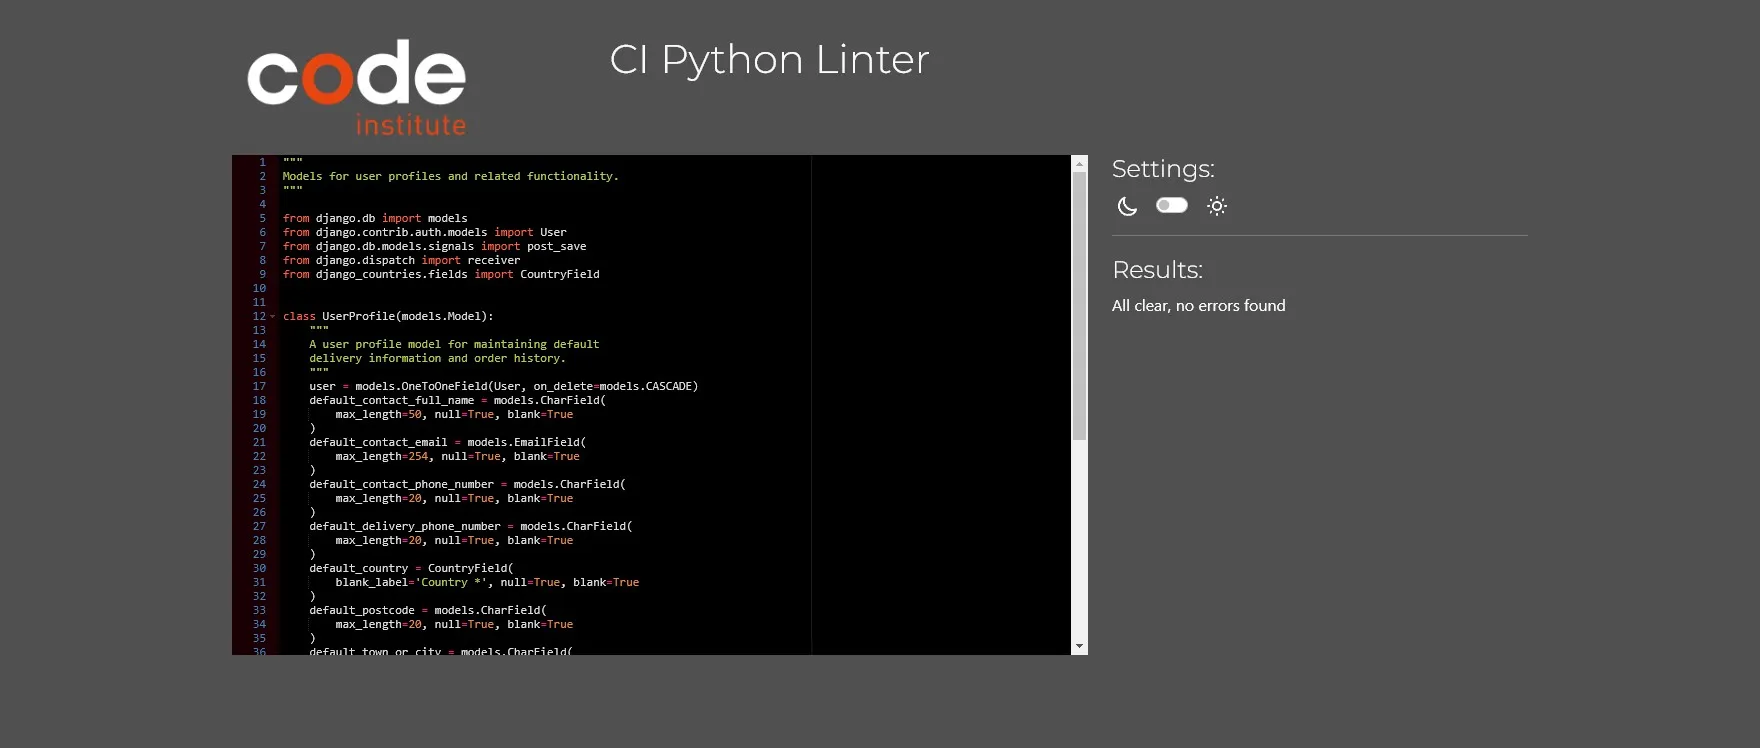 code
institute
CI Python Linter
1 """
2 Models for user profiles and related functionality.
3 """
4
5 from django.db import models
6 from django.contrib.auth.models import User
7 from django.db.models.signals import post_save
8 from django.dispatch import receiver
9 from django_countries.fields import CountryField
10
11
12 class UserProfile(models.Model):
13 """
14 A user profile model for maintaining default
15 delivery information and order history.
16 """
17 user = models.OneToOneField(User, on_delete=models.CASCADE)
18 default_contact_full_name = models.CharField(
19 max_length=50, null=True, blank=True
20 )
21 default_contact_email = models.EmailField(
22 max_length=254, null=True, blank=True
23 )
24 default_contact_phone_number = models.CharField(
25 max_length=20, null=True, blank=True
26 )
27 default_delivery_phone_number = models.CharField(
28 max_length=20, null=True, blank=True
29 )
30 default_country = CountryField(
31 blank_label='Country *', null=True, blank=True
32 )
33 default_postcode = models.CharField(
34 max_length=20, null=True, blank=True
35 )
36 default_town_or_city = models.CharField(
Settings:
Results:
All clear, no errors found